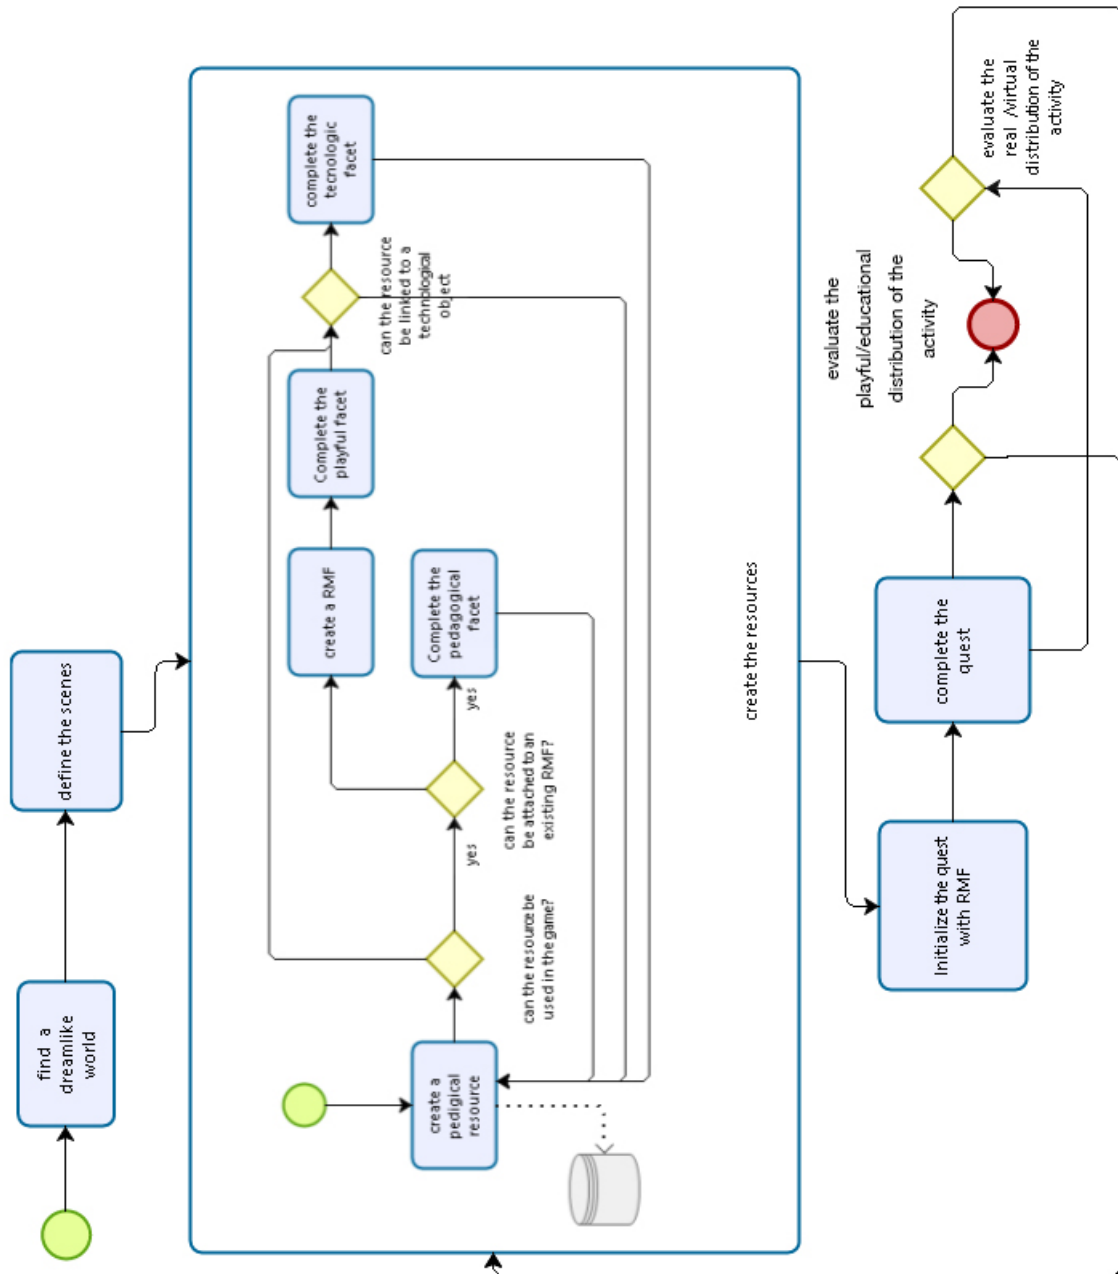 find a
dreamlike
world
define the scenes
create a
pedigical
resource
can the resource be
used in the game?
yes
can the resource
be attached to an
existing RMF?
yes
create a RMF
Complete the
pedagogical
facet
Complete the
playful facet
can the resource
be linked to a
technological
object
complete the
tecnologic
facet
create the resources
Initialize the quest
with RMF
complete the
quest
evaluate the
playful/educational
distribution of the
activity
evaluate the
real /virtual
distribution of the
activity